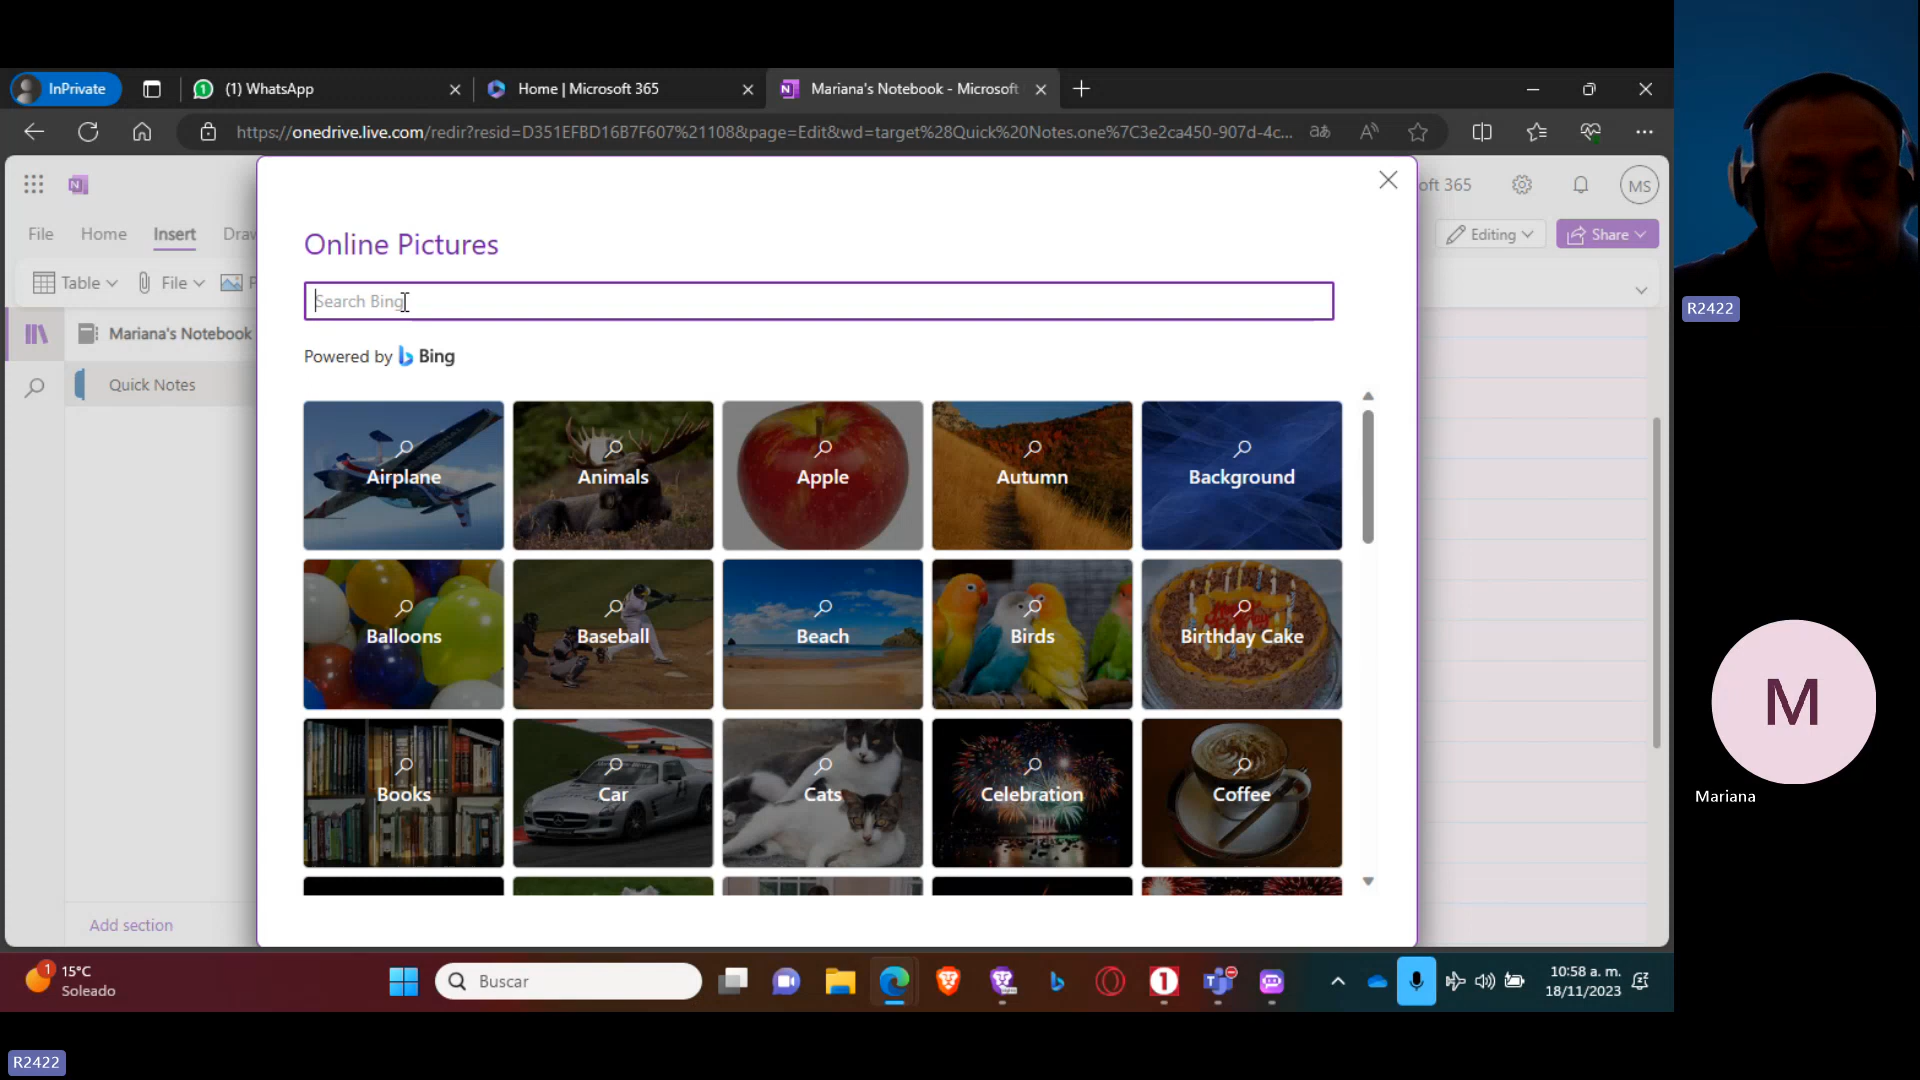 InPrivate
(1) WhatsApp
Home | Microsoft 365
Mariana's Notebook - Microsoft
https://onedrive.live.com/redir?resid=D351EFBD16B7F607%21108&page=Edit&wd=target%28Quick%20Notes.one%7C3e2ca450-907d-4c...
oft 365
MS
File
Home
Insert
Draw
Editing
Share
Table
File
P
Mariana's Notebook
Quick Notes
Add section
Online Pictures
Search Bing
Powered by Bing
Airplane
Animals
Apple
Autumn
Background
Balloons
Baseball
Beach
Birds
Birthday Cake
Books
Car
Cats
Celebration
Coffee
R2422
M
Mariana
1
15°C
Soleado
Buscar
10:58 a. m.
18/11/2023
R2422